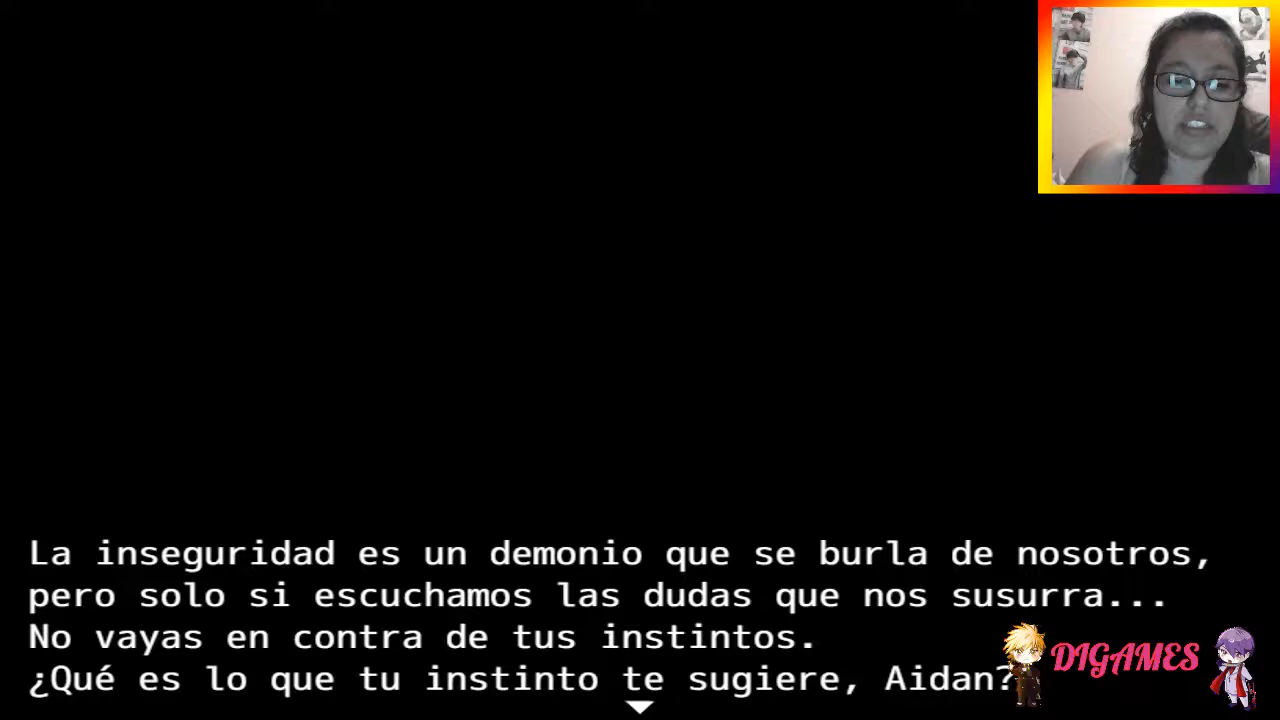 La inseguridad es un demonio que se burla de nosotros,
pero solo si escuchamos las dudas que nos susurra...
No vayas en contra de tus instintos.
¿Qué es lo que tu instinto te sugiere, Aidan?
DIGAMES